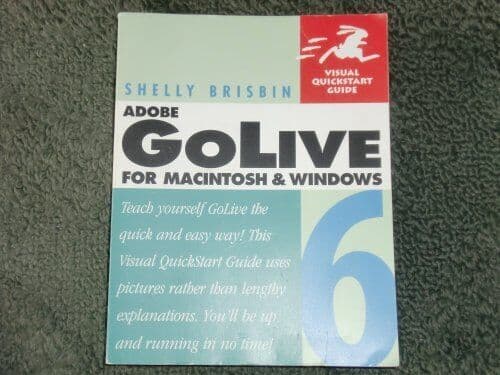 VISUAL
QUICKSTART
GUIDE
SHELLY BRISBIN
ADOBE
GOLIVE
FOR MACINTOSH & WINDOWS
6
Teach yourself GoLive the
quick and easy way! This
Visual QuickStart Guide uses
pictures rather than lengthy
explanations. You'll be up
and running in no time!